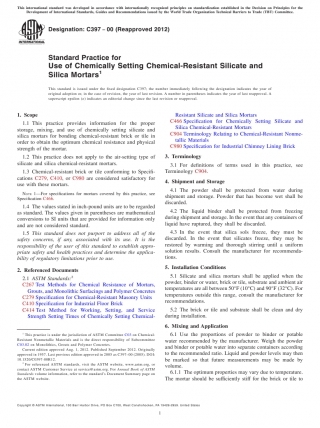 This international standard was developed in accordance with internationally recognized principles on standardization established in the Decision on Principles for the
Development of International Standards, Guides and Recommendations issued by the World Trade Organization Technical Barriers to Trade (TBT) Committee.
Designation: C397 − 00 (Reapproved 2012)
INTERNATIONAL
Standard Practice for
Use of Chemically Setting Chemical-Resistant Silicate and
Silica Mortars1
This standard is issued under the fixed designation C397; the number immediately following the designation indicates the year of
original adoption or, in the case of revision, the year of last revision. A number in parentheses indicates the year of last reapproval. A
superscript epsilon (ε) indicates an editorial change since the last revision or reapproval.
1. Scope
1.1 This practice provides information for the proper
storage, mixing, and use of chemically setting silicate and
silica mortars for bonding chemical-resistant brick or tile in
order to obtain the optimum chemical resistance and physical
strength of the mortar.
1.2 This practice does not apply to the air-setting type of
silicate and silica chemical-resistant mortars.
1.3 Chemical-resistant brick or tile conforming to Specifi-
cations C279, C410, or C980 are considered satisfactory for
use with these mortars.
NOTE 1—For specifications for mortars covered by this practice, see
Specification C466.
1.4 The values stated in inch-pound units are to be regarded
as standard. The values given in parentheses are mathematical
conversions to SI units that are provided for information only
and are not considered standard.
1.5 This standard does not purport to address all of the
safety concerns, if any, associated with its use. It is the
responsibility of the user of this standard to establish appro-
priate safety and health practices and determine the applica-
bility of regulatory limitations prior to use.
2. Referenced Documents
2.1 ASTM Standards:2
C267 Test Methods for Chemical Resistance of Mortars,
Grouts, and Monolithic Surfacings and Polymer Concretes
C279 Specification for Chemical-Resistant Masonry Units
C410 Specification for Industrial Floor Brick
C414 Test Method for Working, Setting, and Service
Strength Setting Times of Chemically Setting Chemical-
1 This practice is under the jurisdiction of ASTM Committee C03 on Chemical-
Resistant Nonmetallic Materials and is the direct responsibility of Subcommittee
C03.02 on Monolithics, Grouts and Polymer Concretes.
Current edition approved Aug. 1, 2012. Published September 2012. Originally
approved in 1957. Last previous edition approved in 2005 as C397–00 (2005). DOI:
10.1520/C0397-00R12.
2 For referenced ASTM standards, visit the ASTM website, www.astm.org, or
contact ASTM Customer Service at service@astm.org. For Annual Book of ASTM
Standards volume information, refer to the standard's Document Summary page on
the ASTM website.
Resistant Silicate and Silica Mortars
C466 Specification for Chemically Setting Silicate and
Silica Chemical-Resistant Mortars
C904 Terminology Relating to Chemical-Resistant Nonme-
tallic Materials
C980 Specification for Industrial Chimney Lining Brick
3. Terminology
3.1 For definitions of terms used in this practice, see
Terminology C904.
4. Shipment and Storage
4.1 The powder shall be protected from water during
shipment and storage. Powder that has become wet shall be
discarded.
4.2 The liquid binder shall be protected from freezing
during shipment and storage. In the event that any containers of
liquid have ruptured, they shall be discarded.
4.3 In the event that silica sols freeze, they must be
discarded. In the event that silicates freeze, they may be
restored by warming and thorough stirring until a uniform
solution results. Consult the manufacturer for recommenda-
tions.
5. Installation Conditions
5.1 Silicate and silica mortars shall be applied when the
powder, binder or water, brick or tile, substrate and ambient air
temperatures are all between 50°F (10°C) and 90°F (32°C). For
temperatures outside this range, consult the manufacturer for
recommendations.
5.2 The brick or tile and substrate shall be clean and dry
during installation.
6. Mixing and Application
6.1 Use the proportions of powder to binder or potable
water recommended by the manufacturer. Weigh the powder
and binder or potable water into separate containers according
to the recommended ratio. Liquid and powder levels may then
be marked so that future measurements may be made by
volume.
6.1.1 The optimum proportions may vary due to temperature.
The mortar should be sufficiently stiff for the brick or tile to
Copyright © ASTM International, 100 Barr Harbor Drive, PO Box C700, West Conshohocken, PA 19428-2959. United States
1